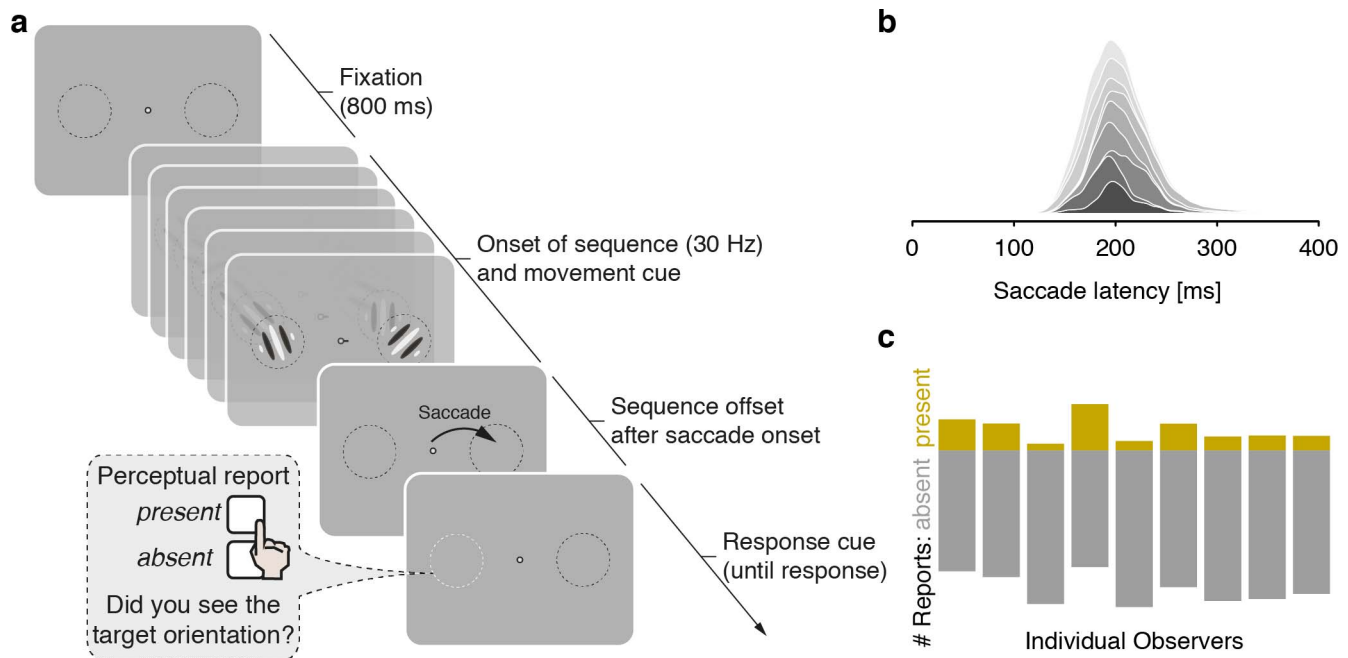 a
Fixation
(800 ms)
Onset of sequence (30 Hz)
and movement cue
Saccade
Sequence offset
after saccade onset
Perceptual report
present
absent
Did you see the
target orientation?
Response cue
(until response)
b
0 100 200 300 400
Saccade latency [ms]
c
# Reports: absent present
Individual Observers